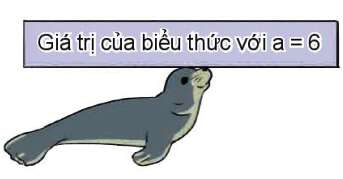 Giá trị của biểu thức với a = 6